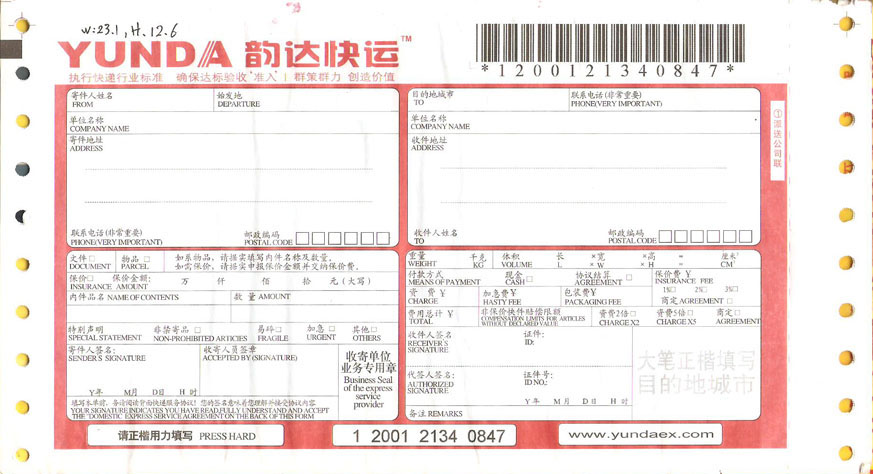 W:23.1, H.12.6
YUNDA 韵达快运™
执行快递行业标准 确保达标验收"准入" 群策群力 创造价值
*1200121340847*
寄件人姓名 始发地
FROM DEPARTURE
单位名称
COMPANY NAME
寄件地址
ADDRESS
联系电话(非常重要) 邮政编码
PHONE(VERY IMPORTANT) POSTAL CODE
目的地城市 联系电话(非常重要)
TO PHONE(VERY IMPORTANT)
单位名称
COMPANY NAME
收件地址
ADDRESS
收件人姓名 邮政编码
TO POSTAL CODE
①派送公司联
文件 物品 如系物品,请据实填写内件名称及数量。
DOCUMENT PARCEL 如需保价,请据实申报保价金额并交纳保价费。
保价 保价金额: 万 仟 佰 拾 元(大写)
INSURANCE AMOUNT
内件品名 NAME OF CONTENTS 数量 AMOUNT
特别声明 非禁寄品 易碎 加急 其他
SPECIAL STATEMENT NON-PROHIBITED ARTICLES FRAGILE URGENT OTHERS
寄件人签名: 收寄人员签章
SENDER'S SIGNATURE ACCEPTED BY (SIGNATURE)
Y年 M月 D日 H时
收寄单位
业务专用章
Business Seal
of the express
service
provider
填写本单前,务请阅读背面快递服务协议!您的签名意味着您理解并接受协议内容
YOUR SIGNATURE INDICATES YOU HAVE READ,FULLY UNDERSTAND AND ACCEPT
THE "DOMESTIC EXPRESS SERVICE AGREEMENT ON THE BACK OF THIS FORM
重量 千克 体积 长 ×宽 ×高 = 厘米³
WEIGHT KG VOLUME L × W × H = CM³
付款方式 现金 协议结算 保价费¥
MEANS OF PAYMENT CASH AGREEMENT INSURANCE FEE
1% 2% 3%
资费¥ 加急费¥ 包装费¥ 商定 AGREEMENT
CHARGE HASTY FEE PACKAGING FEE
费用总计¥ 非保价快件赔偿限额 资费2倍 资费5倍 商定
TOTAL COMPENSATION LIMITS FOR ARTICLES WITHOUT DECLARED VALUE CHARGE X2 CHARGE X5 AGREEMENT
收件人签名 证件:
RECEIVER'S ID:
SIGNATURE
代签人签名: 证件号:
AUTHORIZED ID NO.:
SIGNATURE
Y年 M月 D日 H时
备注 REMARKS
大笔正楷填写
目的地城市
请正楷用力填写 PRESS HARD
1 2001 2134 0847
www.yundaex.com